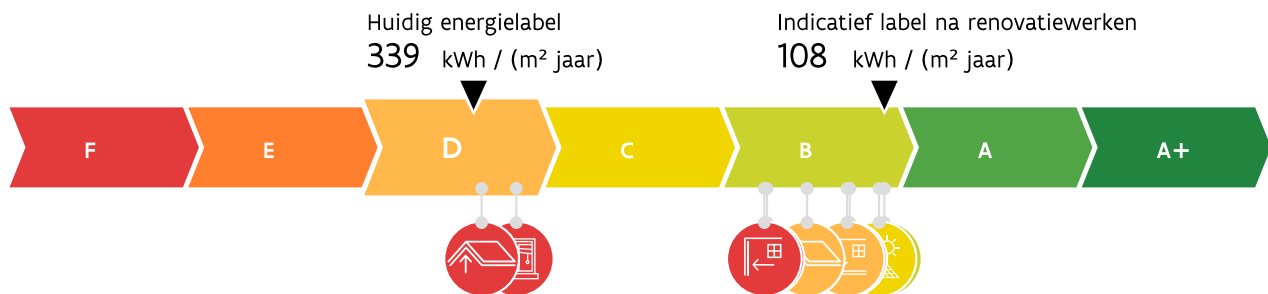 Huidig energielabel
339 kWh / (m² jaar)
Indicatief label na renovatiewerken
108 kWh / (m² jaar)
F
E
D
C
B
A
A+